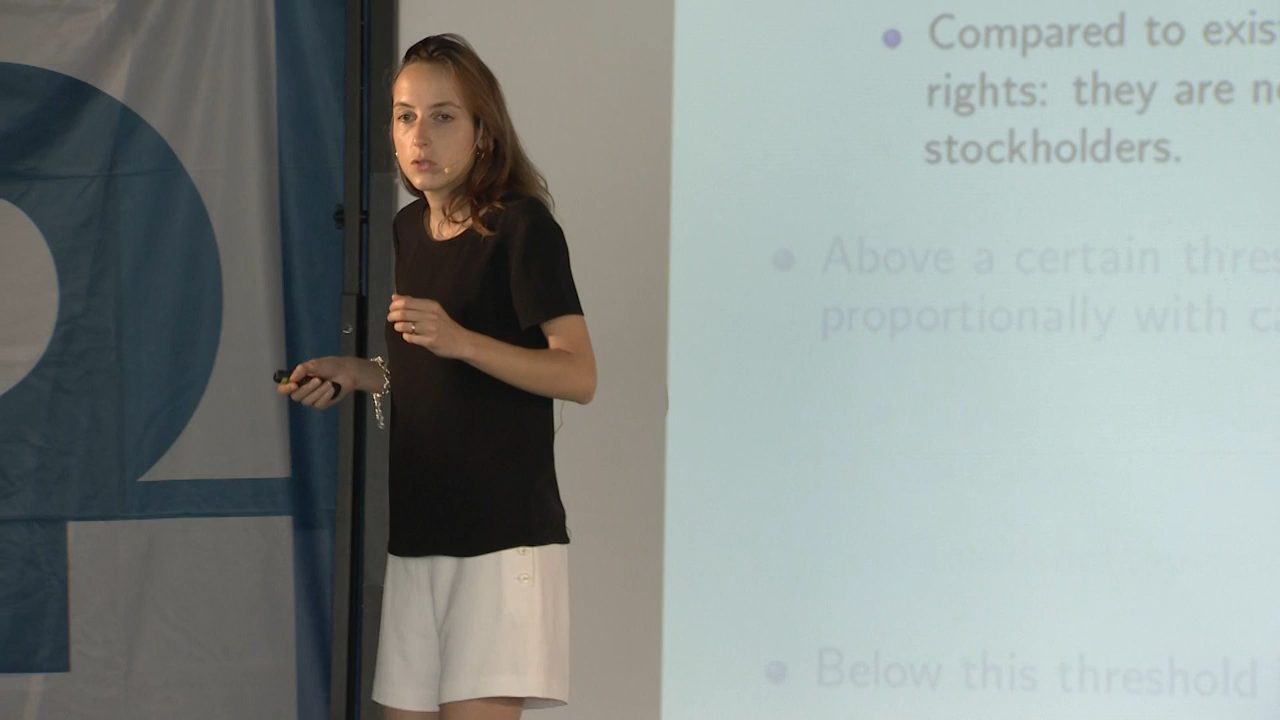 Compared to exis
rights: they are
stockholders.
Above a certain thres
proportionally with
Below this threshold